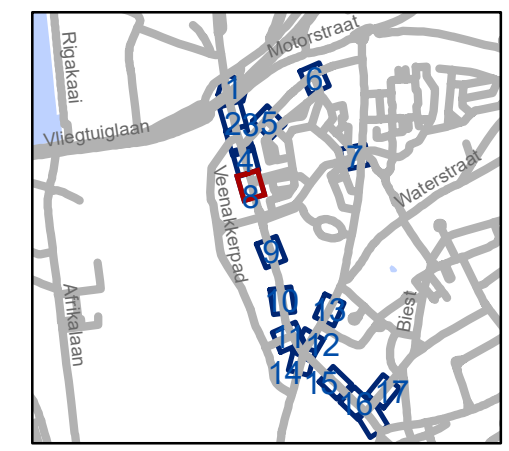 Rigakaai
Motorstraat
Vliegtuiglaan
1
6
2
3
5
4
7
8
Veenakkerpad
Waterstraat
9
10
13
Afrikalaan
Biest
11
12
14
15
16
17